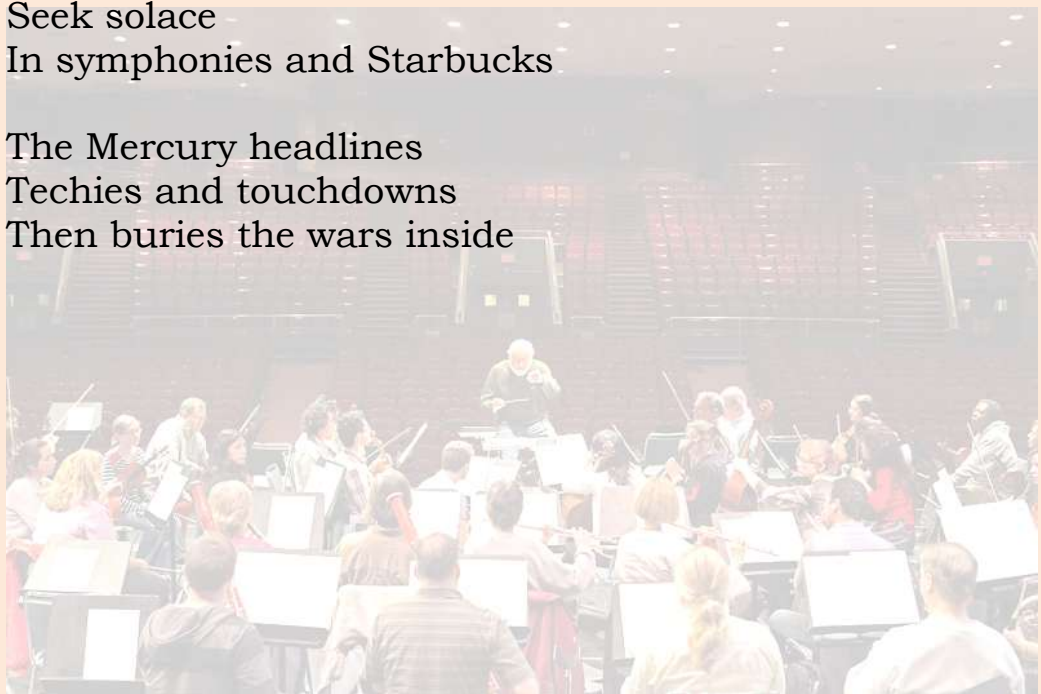 Seek solace
In symphonies and Starbucks
The Mercury headlines
Techies and touchdowns
Then buries the wars inside